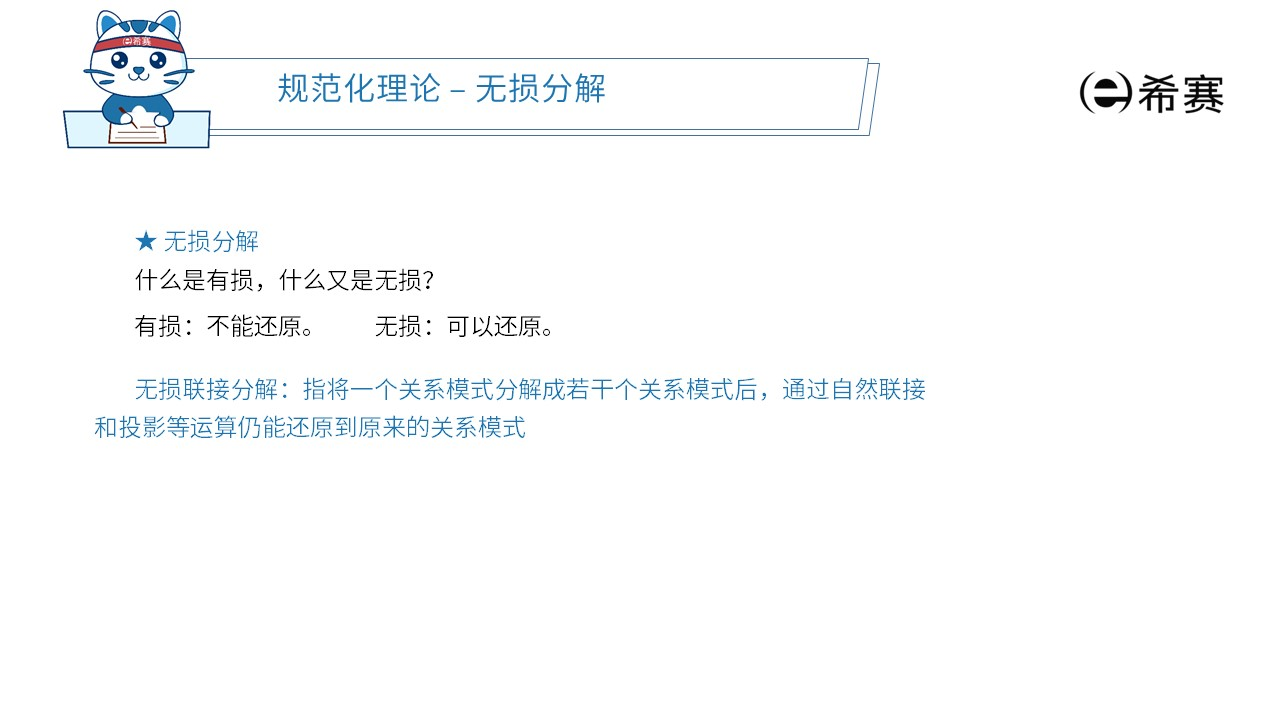 希赛
规范化理论 – 无损分解
希赛
★ 无损分解
什么是有损，什么又是无损？
有损：不能还原。 无损：可以还原。
无损联接分解：指将一个关系模式分解成若干个关系模式后，通过自然联接
和投影等运算仍能还原到原来的关系模式